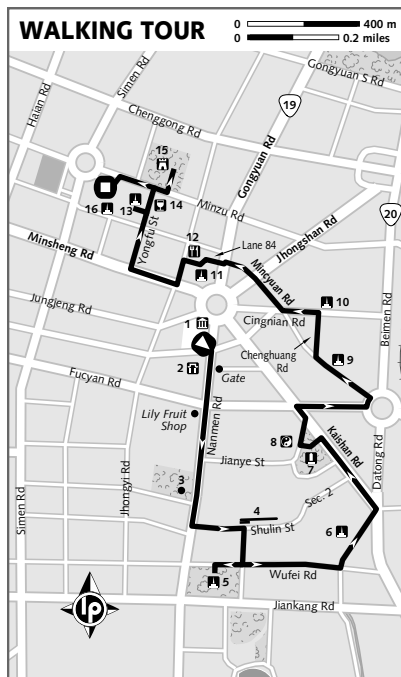 WALKING TOUR
0 400 m
0 0.2 miles
Simen Rd
Gongyuan S Rd
Haian Rd
Chenggong Rd
19
Gongyuan Rd
15
20
16
13
14
Minzu Rd
Yongfu St
Minsheng Rd
12
Lane 84
Jhongshan Rd
11
Mincyuan Rd
Beimen Rd
Jungjeng Rd
1
10
Cingnian Rd
Chenghuang Rd
9
2
Gate
Fucyan Rd
Lily Fruit
Shop
Nanmen Rd
8
7
Kaishan Rd
Jianye St
Datong Rd
Simen Rd
Jhongyi Rd
3
4
Sec. 2
Shulin St
6
5
Wufei Rd
Jiankang Rd
lp